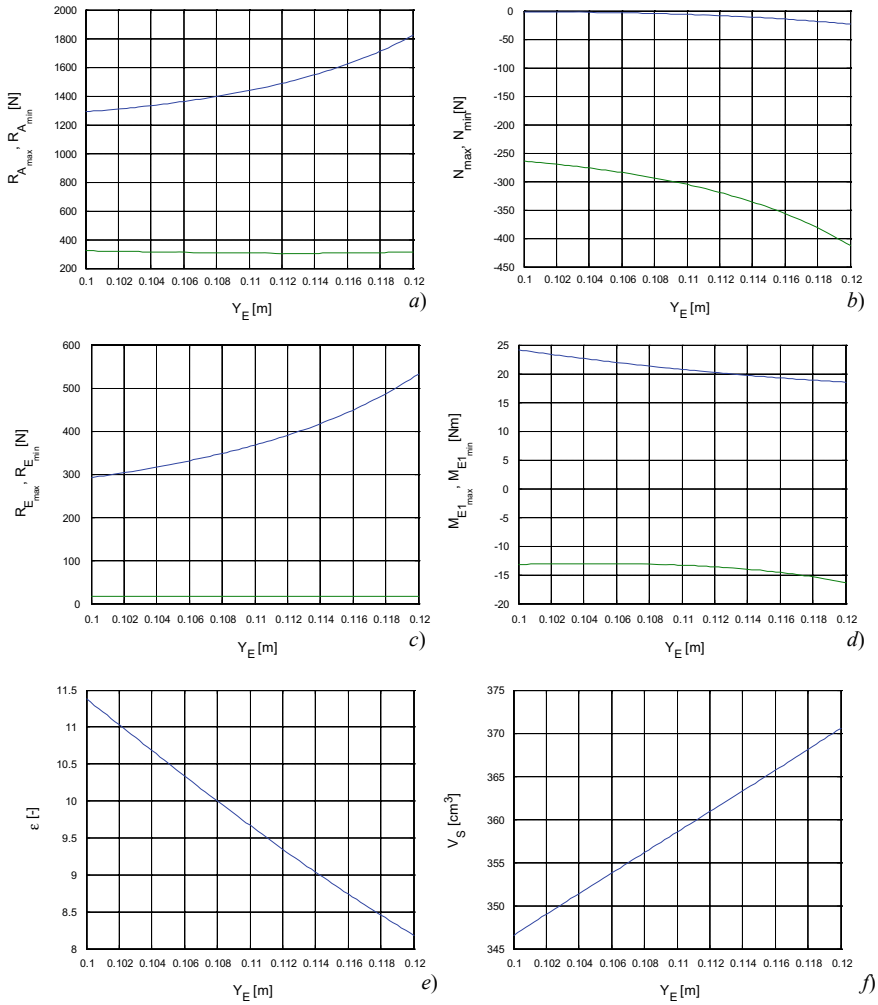 2000
1800
1600
1400
1200
1000
800
600
400
200
R_Amax , R_Amin [N]
0.1 0.102 0.104 0.106 0.108 0.11 0.112 0.114 0.116 0.118 0.12
Y_E [m]
a)
0
-50
-100
-150
-200
-250
-300
-350
-400
-450
N_max, N_min[N]
0.1 0.102 0.104 0.106 0.108 0.11 0.112 0.114 0.116 0.118 0.12
Y_E [m]
b)
600
500
400
300
200
100
0
R_Emax , R_Emin [N]
0.1 0.102 0.104 0.106 0.108 0.11 0.112 0.114 0.116 0.118 0.12
Y_E [m]
c)
25
20
15
10
5
0
-5
-10
-15
-20
M_E1max , M_E1min [Nm]
0.1 0.102 0.104 0.106 0.108 0.11 0.112 0.114 0.116 0.118 0.12
Y_E [m]
d)
11.5
11
10.5
10
9.5
9
8.5
8
ε [-]
0.1 0.102 0.104 0.106 0.108 0.11 0.112 0.114 0.116 0.118 0.12
Y_E [m]
e)
375
370
365
360
355
350
345
V_S [cm³]
0.1 0.102 0.104 0.106 0.108 0.11 0.112 0.114 0.116 0.118 0.12
Y_E [m]
f)